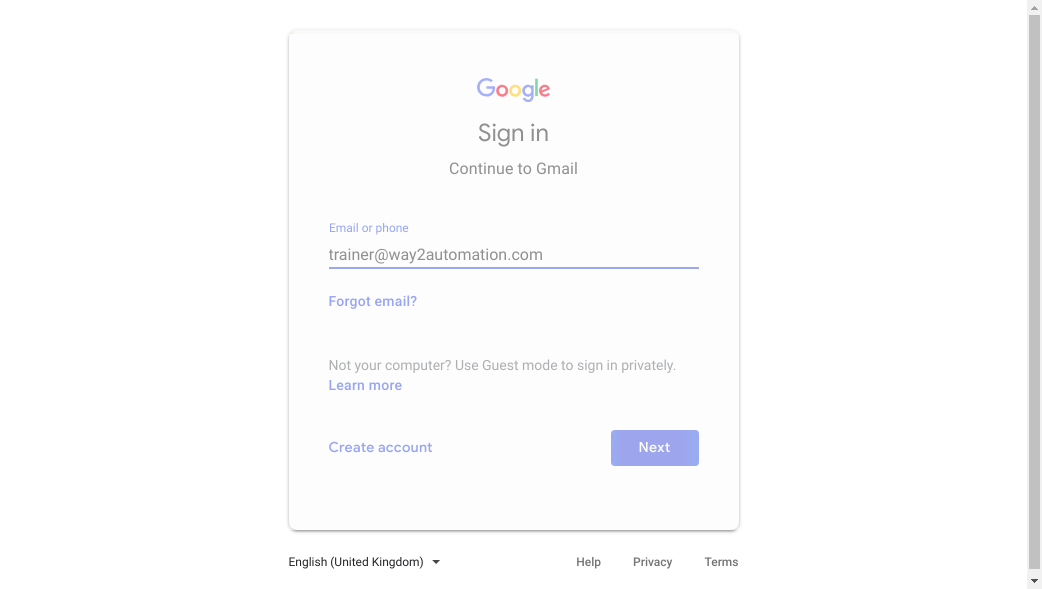 Google
Sign in
Continue to Gmail
Email or phone
trainer@way2automation.com
Forgot email?
Not your computer? Use Guest mode to sign in privately.
Learn more
Create account
Next
English (United Kingdom)
Help
Privacy
Terms